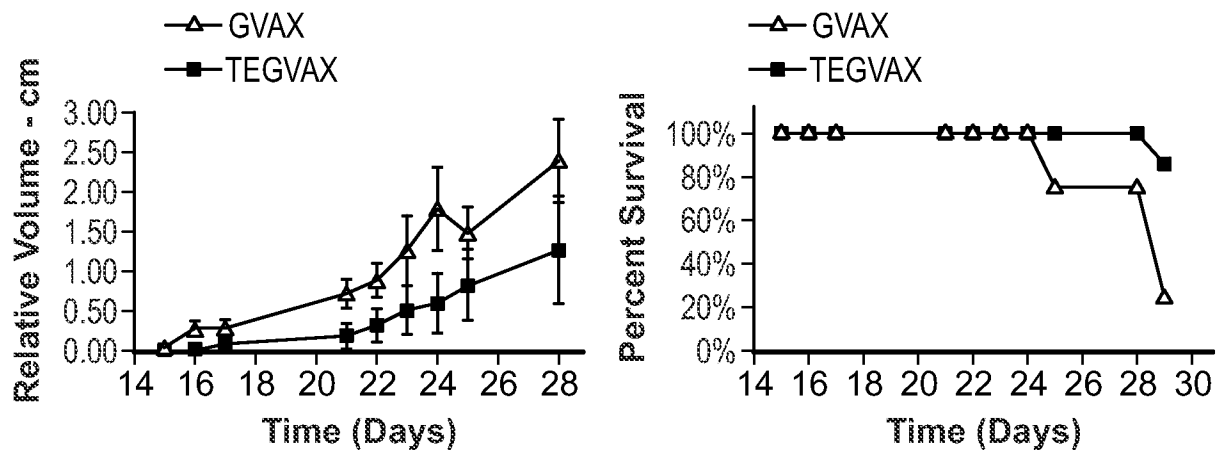 GVAX
TEGVAX
Relative Volume - cm
3.00
2.50
2.00
1.50
1.00
0.50
0.00
14 16 18 20 22 24 26 28
Time (Days)
GVAX
TEGVAX
Percent Survival
100%
80%
60%
40%
20%
0%
14 16 18 20 22 24 26 28 30
Time (Days)